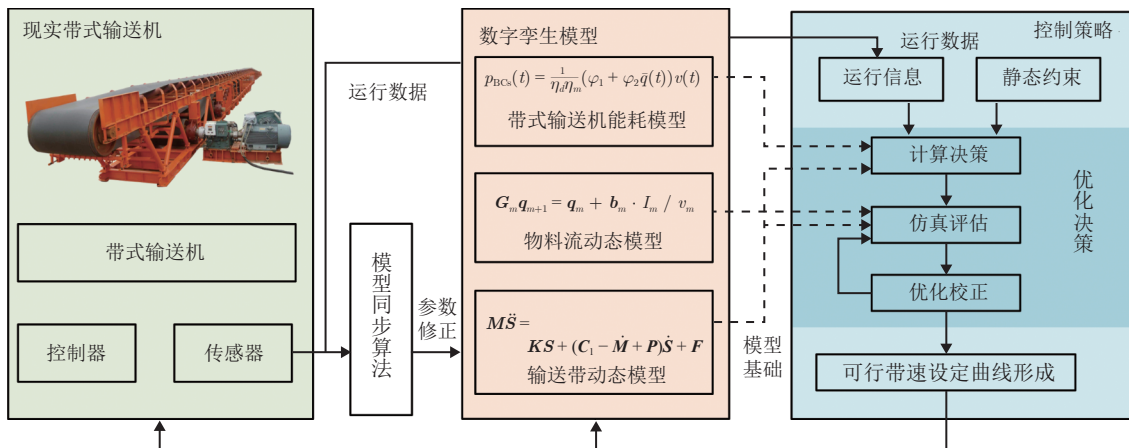 现实带式输送机
带式输送机
控制器
传感器
运行数据
模型同步算法
参数
修正
数字孪生模型
p_BCs(t) = 1/(η_d η_m) (φ₁ + φ₂q̄(t)) v(t)
带式输送机能耗模型
G_m q_{m+1} = q_m + b_m · I_m / v_m
物料流动态模型
MS̈ =
KS + (C₁ − Ṁ + P)Ṡ + F
输送带动态模型
模型
基础
控制策略
运行数据
运行信息
静态约束
计算决策
仿真评估
优化校正
优化决策
可行带速设定曲线形成